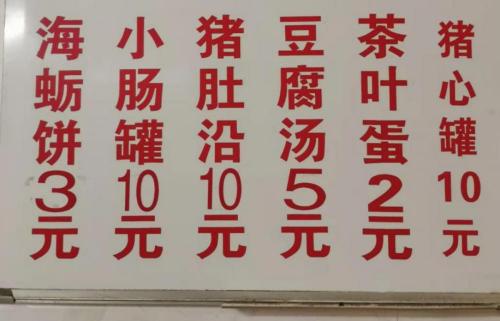 海蛎饼3元
小肠罐10元
猪肚沿10元
豆腐汤5元
茶叶蛋2元
猪心罐10元